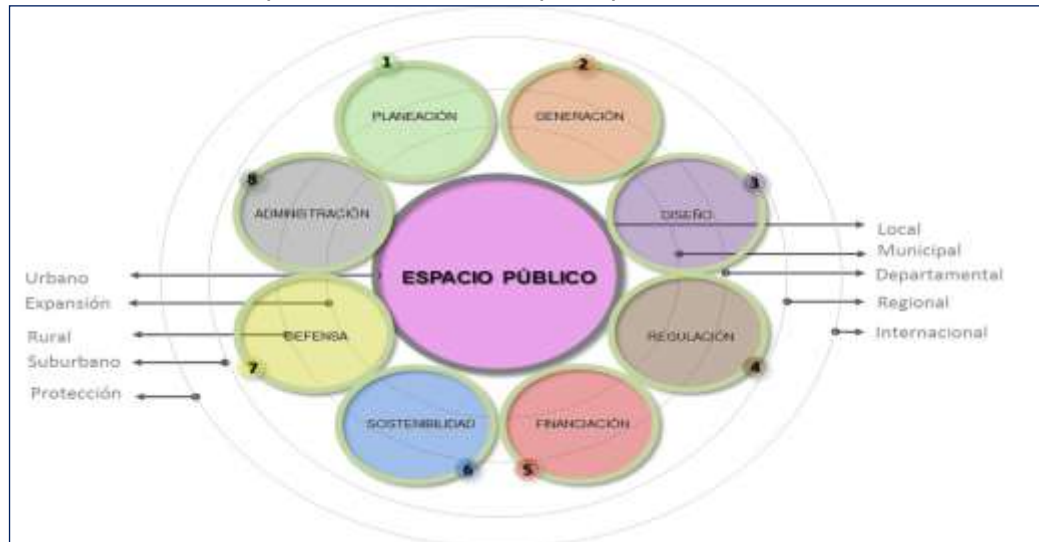 1
PLANEACIÓN
2
GENERACIÓN
3
DISEÑO
8
ADMINISTRACIÓN
ESPACIO PÚBLICO
Local
Municipal
Departamental
Regional
Internacional
Urbano
Expansión
Rural
Suburbano
Protección
DEFENSA
7
REGULACIÓN
4
SOSTENIBILIDAD
6
FINANCIACIÓN
5